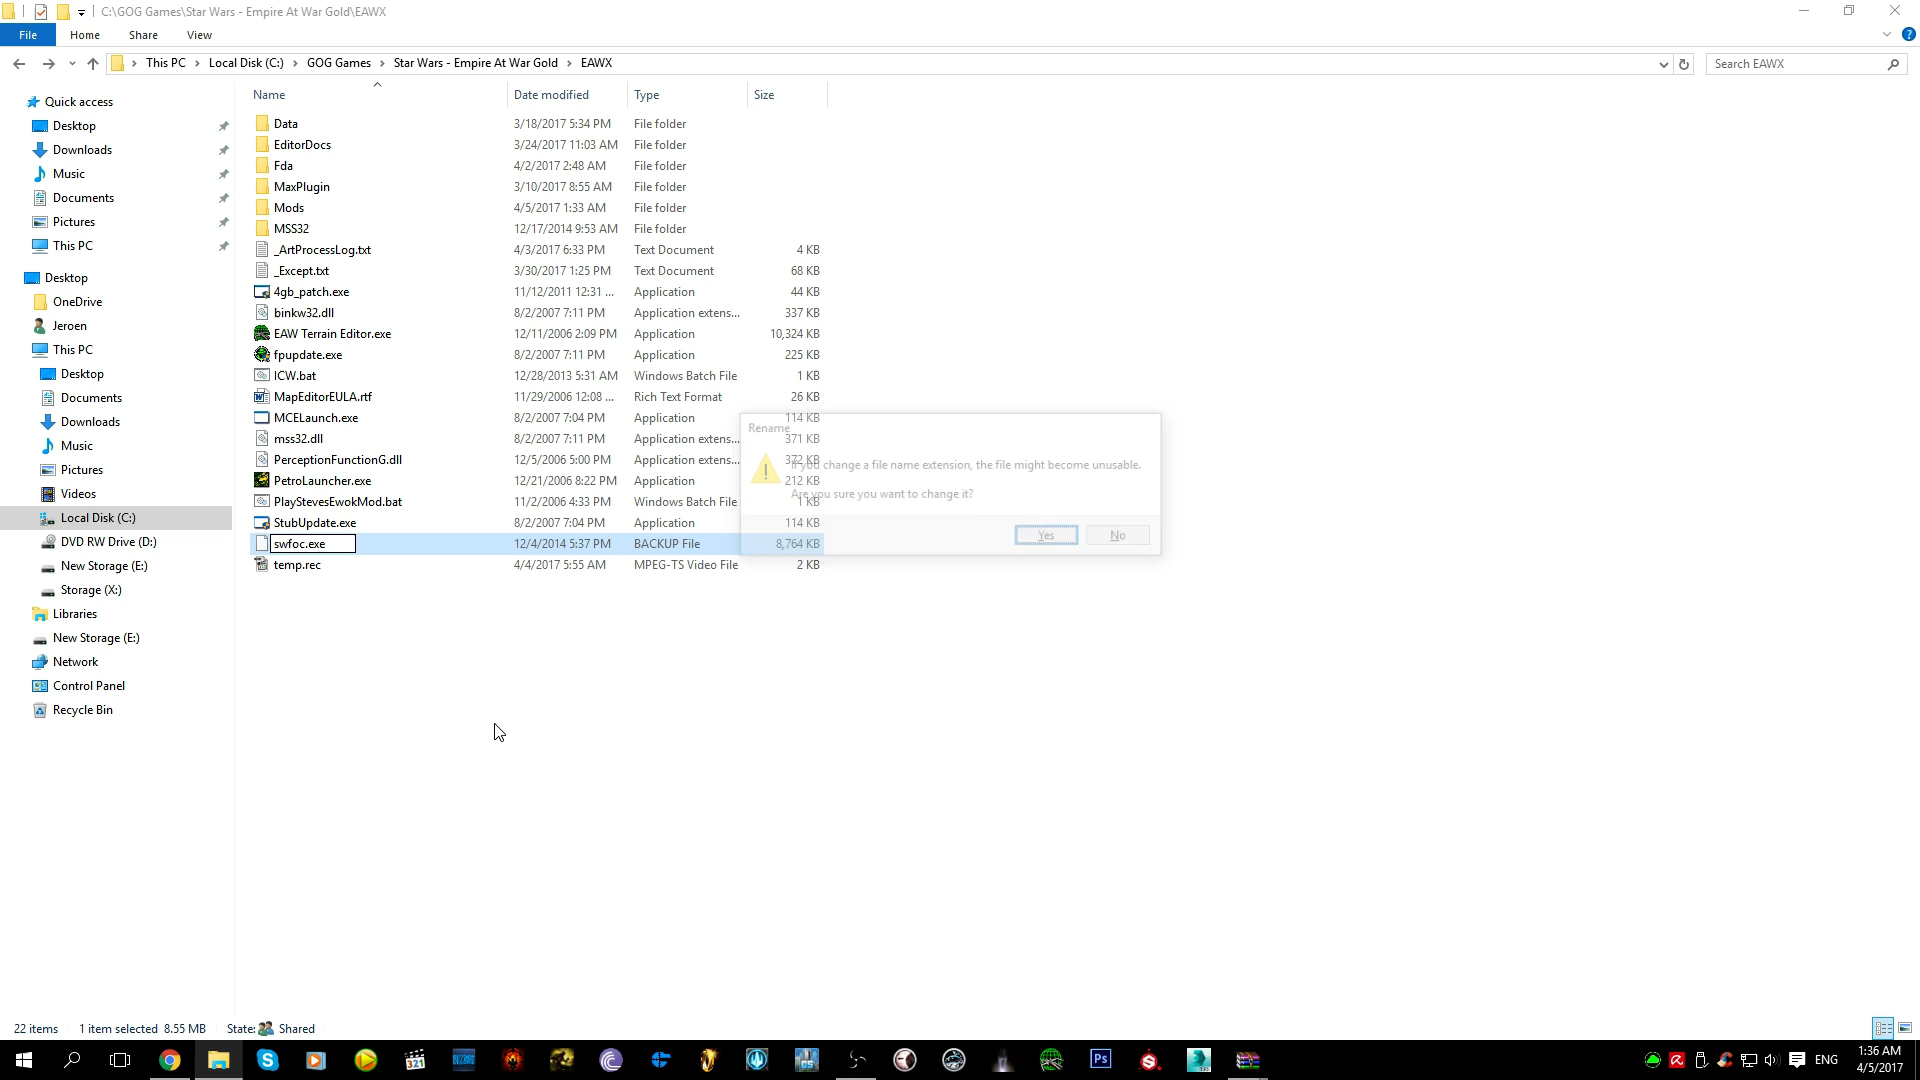 C:\GOG Games\Star Wars - Empire At War Gold\EAWX
File Home Share View
This PC Local Disk (C:) GOG Games Star Wars - Empire At War Gold EAWX Search EAWX
Name Date modified Type Size
Quick access
Desktop
Downloads
Music
Documents
Pictures
This PC
Desktop
OneDrive
Jeroen
This PC
Desktop
Documents
Downloads
Music
Pictures
Videos
Local Disk (C:)
DVD RW Drive (D:)
New Storage (E:)
Storage (X:)
Libraries
New Storage (E:)
Network
Control Panel
Recycle Bin
Data 3/18/2017 5:34 PM File folder
EditorDocs 3/24/2017 11:03 AM File folder
Fda 4/2/2017 2:48 AM File folder
MaxPlugin 3/10/2017 8:55 AM File folder
Mods 4/5/2017 1:33 AM File folder
MSS32 12/17/2014 9:53 AM File folder
_ArtProcessLog.txt 4/3/2017 6:33 PM Text Document 4 KB
_Except.txt 3/30/2017 1:25 PM Text Document 68 KB
4gb_patch.exe 11/12/2011 12:31 ... Application 44 KB
binkw32.dll 8/2/2007 7:11 PM Application extens... 337 KB
EAW Terrain Editor.exe 12/11/2006 2:09 PM Application 10,324 KB
fpupdate.exe 8/2/2007 7:11 PM Application 225 KB
ICW.bat 12/28/2013 5:31 AM Windows Batch File 1 KB
MapEditorEULA.rtf 11/29/2006 12:08 ... Rich Text Format 26 KB
MCELaunch.exe 8/2/2007 7:04 PM Application 114 KB
mss32.dll 8/2/2007 7:11 PM Application extens... 371 KB
PerceptionFunctionG.dll 12/5/2006 5:00 PM Application extens... 372 KB
PetroLauncher.exe 12/21/2006 8:22 PM Application 212 KB
PlayStevesEwokMod.bat 11/2/2006 4:33 PM Windows Batch File 1 KB
StubUpdate.exe 8/2/2007 7:04 PM Application 114 KB
swfoc.exe 12/4/2014 5:37 PM BACKUP File 8,764 KB
temp.rec 4/4/2017 5:55 AM MPEG-TS Video File 2 KB
Rename
If you change a file name extension, the file might become unusable.
Are you sure you want to change it?
Yes No
22 items 1 item selected 8.55 MB State: Shared
ENG
1:36 AM
4/5/2017